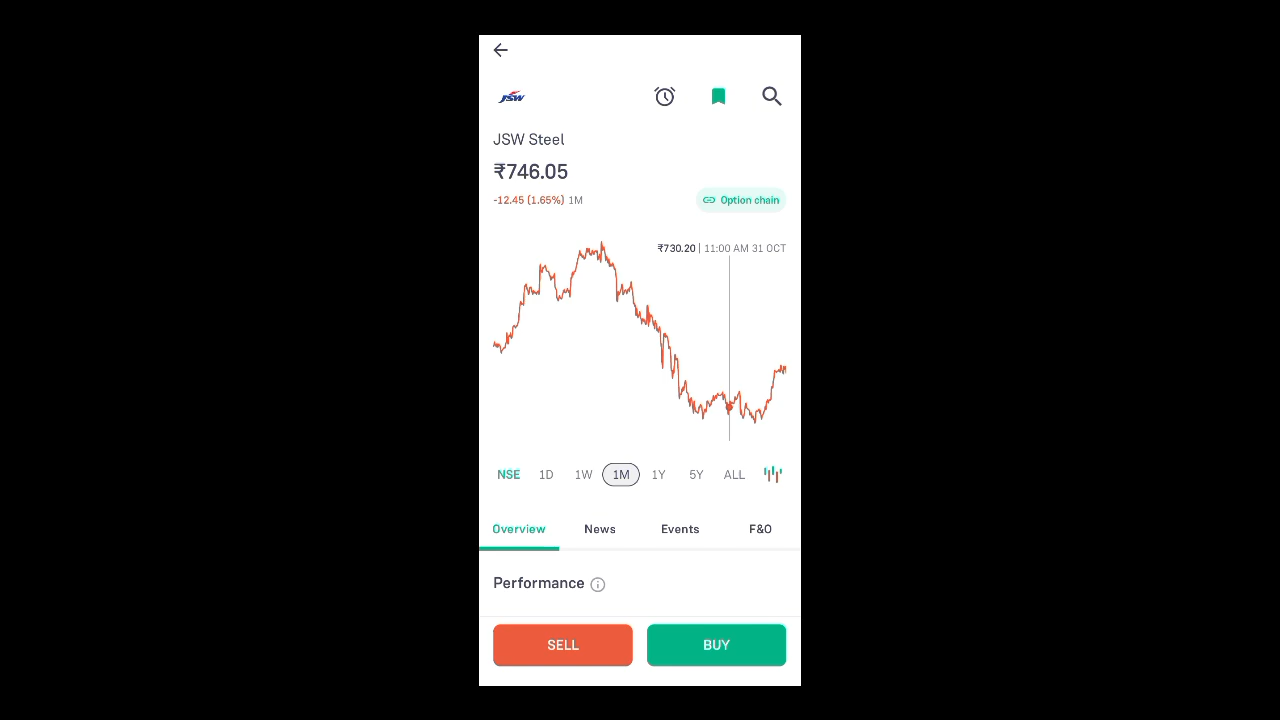 JSW
JSW Steel
₹746.05
-12.45 (1.65%) 1M
Option chain
₹730.20 | 11:00 AM 31 OCT
NSE 1D 1W 1M 1Y 5Y ALL
Overview News Events F&O
Performance
SELL BUY